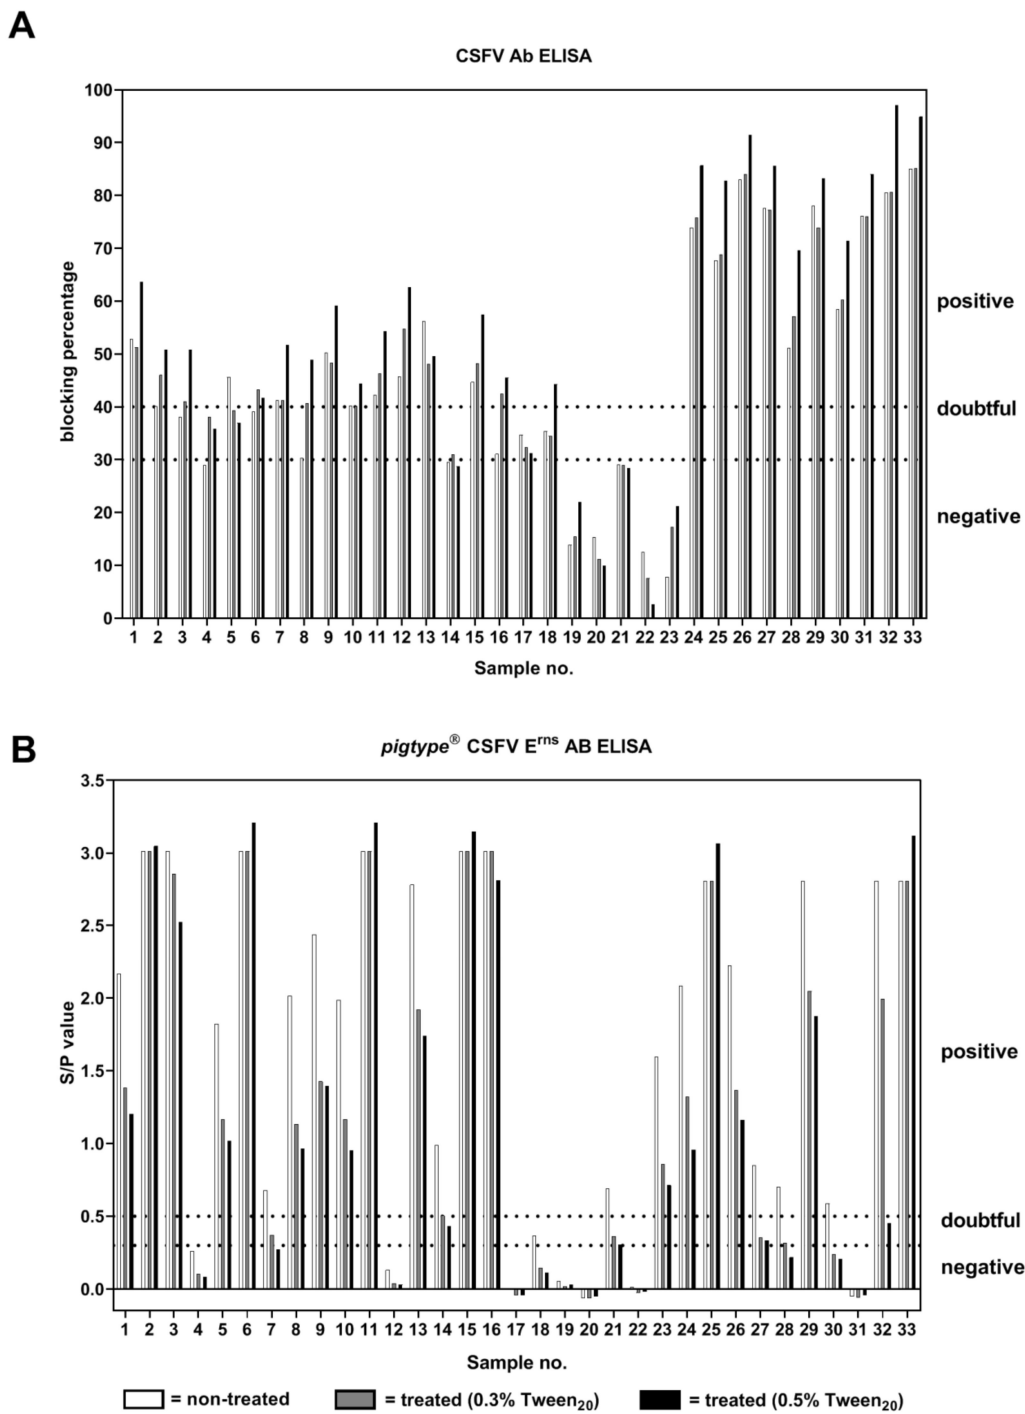 A
CSFV Ab ELISA
100
90
80
70
60
50
40
30
20
10
0
blocking percentage
positive
doubtful
negative
1 2 3 4 5 6 7 8 9 10 11 12 13 14 15 16 17 18 19 20 21 22 23 24 25 26 27 28 29 30 31 32 33
Sample no.
B
pigtype® CSFV Erns AB ELISA
3.5
3.0
2.5
2.0
1.5
1.0
0.5
0.0
S/P value
positive
doubtful
negative
1 2 3 4 5 6 7 8 9 10 11 12 13 14 15 16 17 18 19 20 21 22 23 24 25 26 27 28 29 30 31 32 33
Sample no.
= non-treated = treated (0.3% Tween20) = treated (0.5% Tween20)